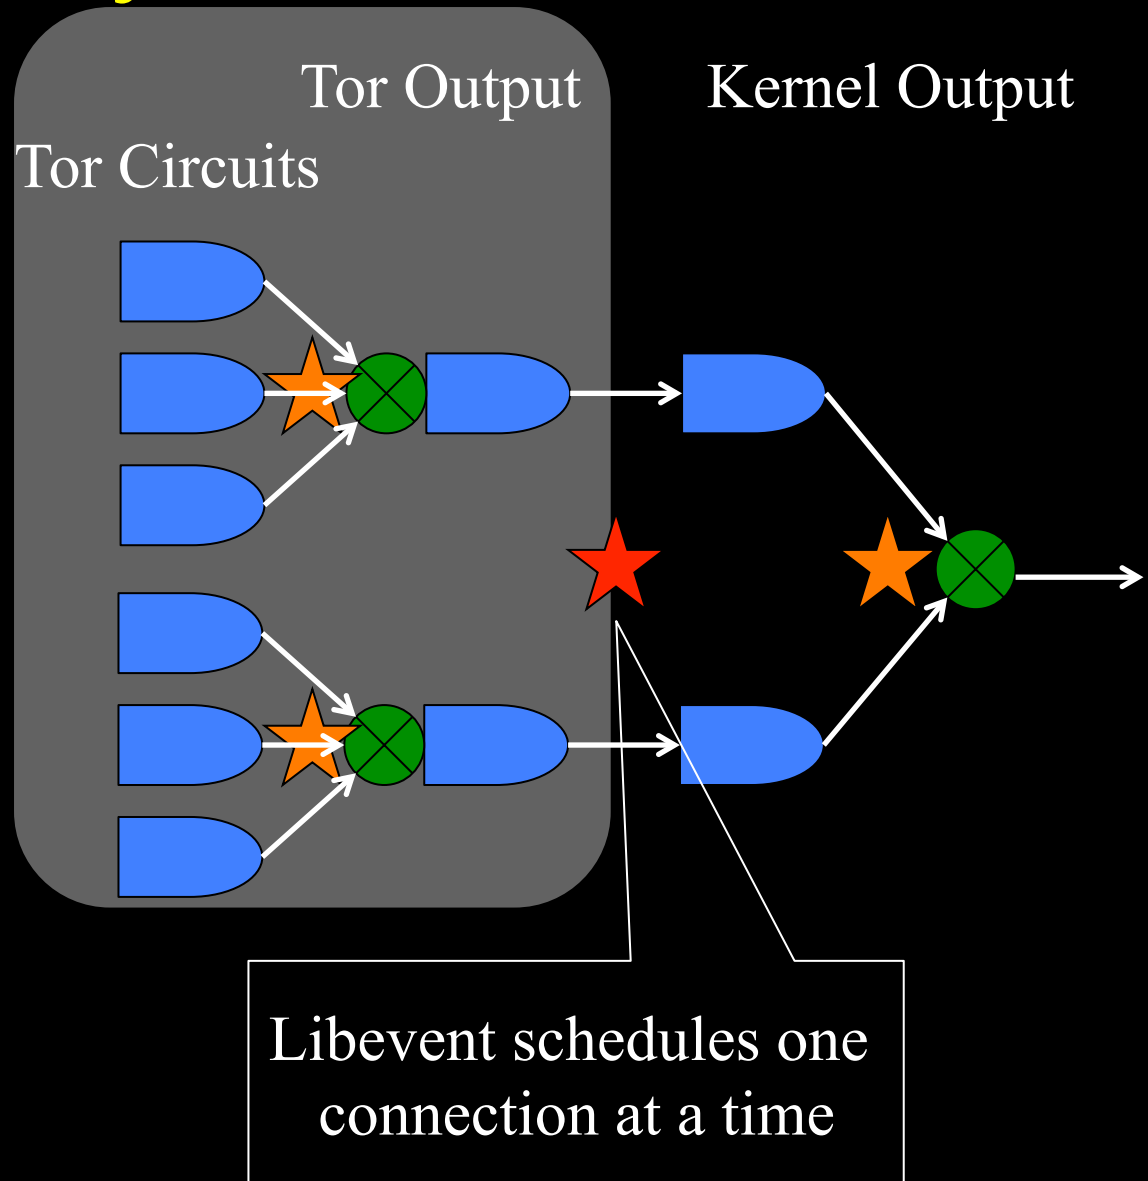 Tor Output
Kernel Output
Tor Circuits
Libevent schedules one
connection at a time